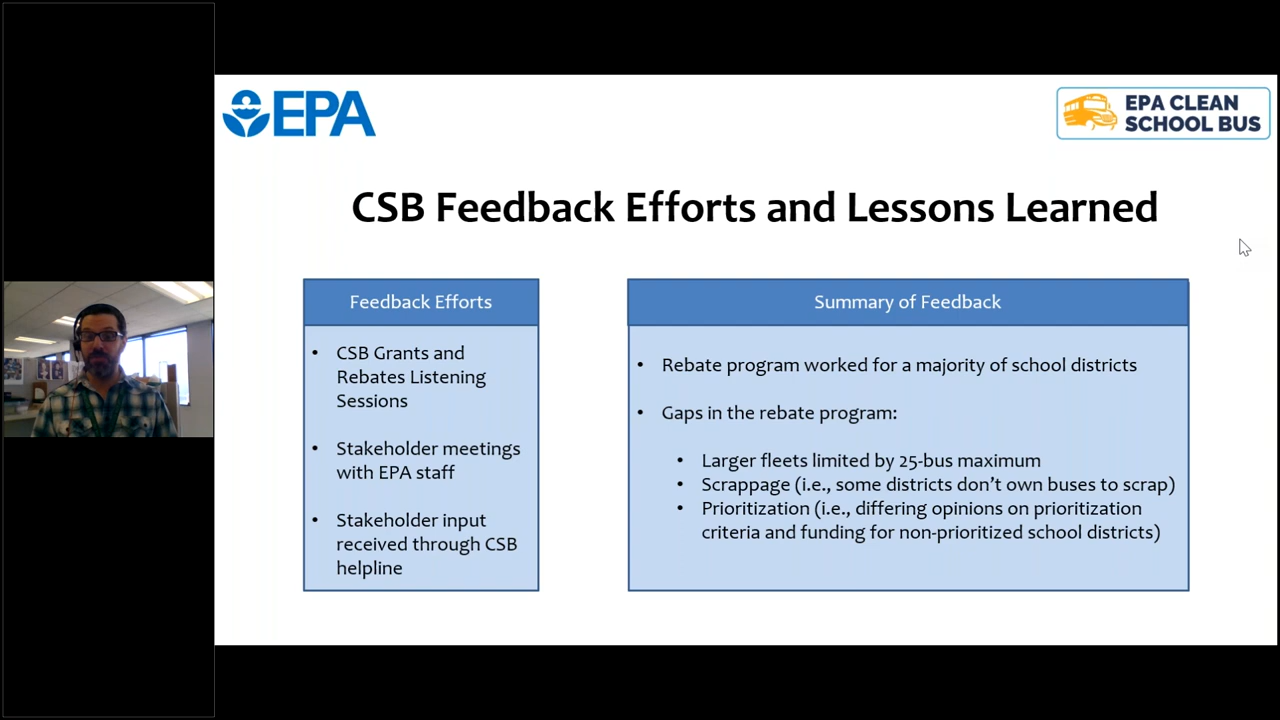 EPA
EPA CLEAN
SCHOOL BUS
CSB Feedback Efforts and Lessons Learned
Feedback Efforts
• CSB Grants and
Rebates Listening
Sessions
• Stakeholder meetings
with EPA staff
• Stakeholder input
received through CSB
helpline
Summary of Feedback
• Rebate program worked for a majority of school districts
• Gaps in the rebate program:
• Larger fleets limited by 25-bus maximum
• Scrappage (i.e., some districts don't own buses to scrap)
• Prioritization (i.e., differing opinions on prioritization
criteria and funding for non-prioritized school districts)